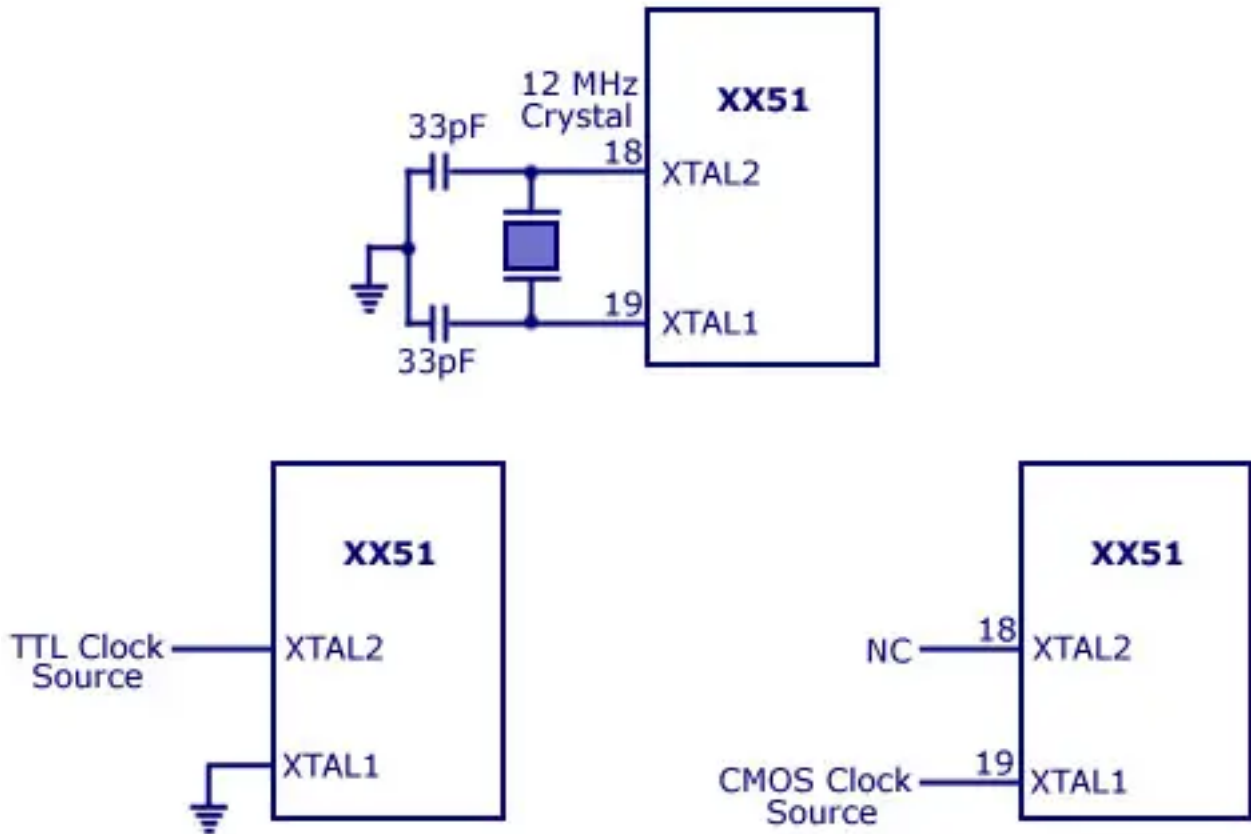 12 MHz
Crystal
XX51
33pF
18
XTAL2
19
XTAL1
33pF
XX51
TTL Clock
Source
XTAL2
XTAL1
XX51
NC
18
XTAL2
CMOS Clock
Source
19
XTAL1